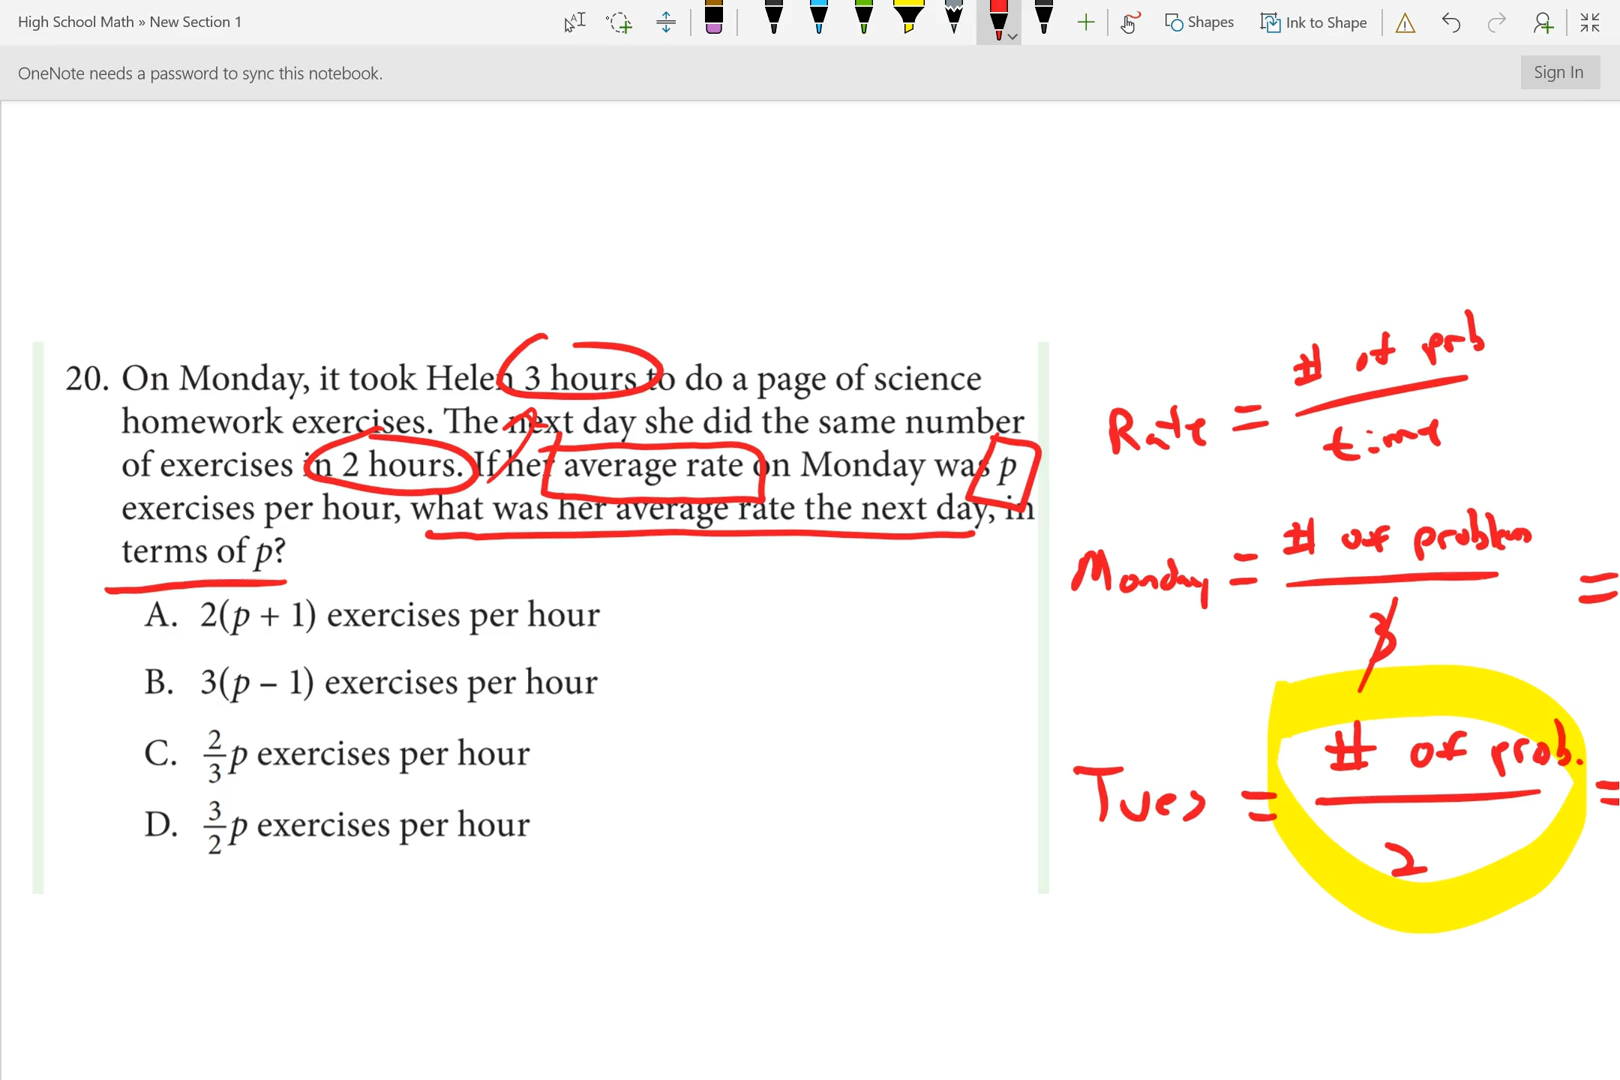 High School Math » New Section 1
Shapes
Ink to Shape
OneNote needs a password to sync this notebook.
Sign In
20. On Monday, it took Helen 3 hours to do a page of science
homework exercises. The next day she did the same number
of exercises in 2 hours. If her average rate on Monday was p
exercises per hour, what was her average rate the next day, in
terms of p?
A. 2(p + 1) exercises per hour
B. 3(p – 1) exercises per hour
C. 2/3 p exercises per hour
D. 3/2 p exercises per hour
Rate = # of prb / time
Monday = # of problem / 3 =
Tues = # of prob. / 2 =